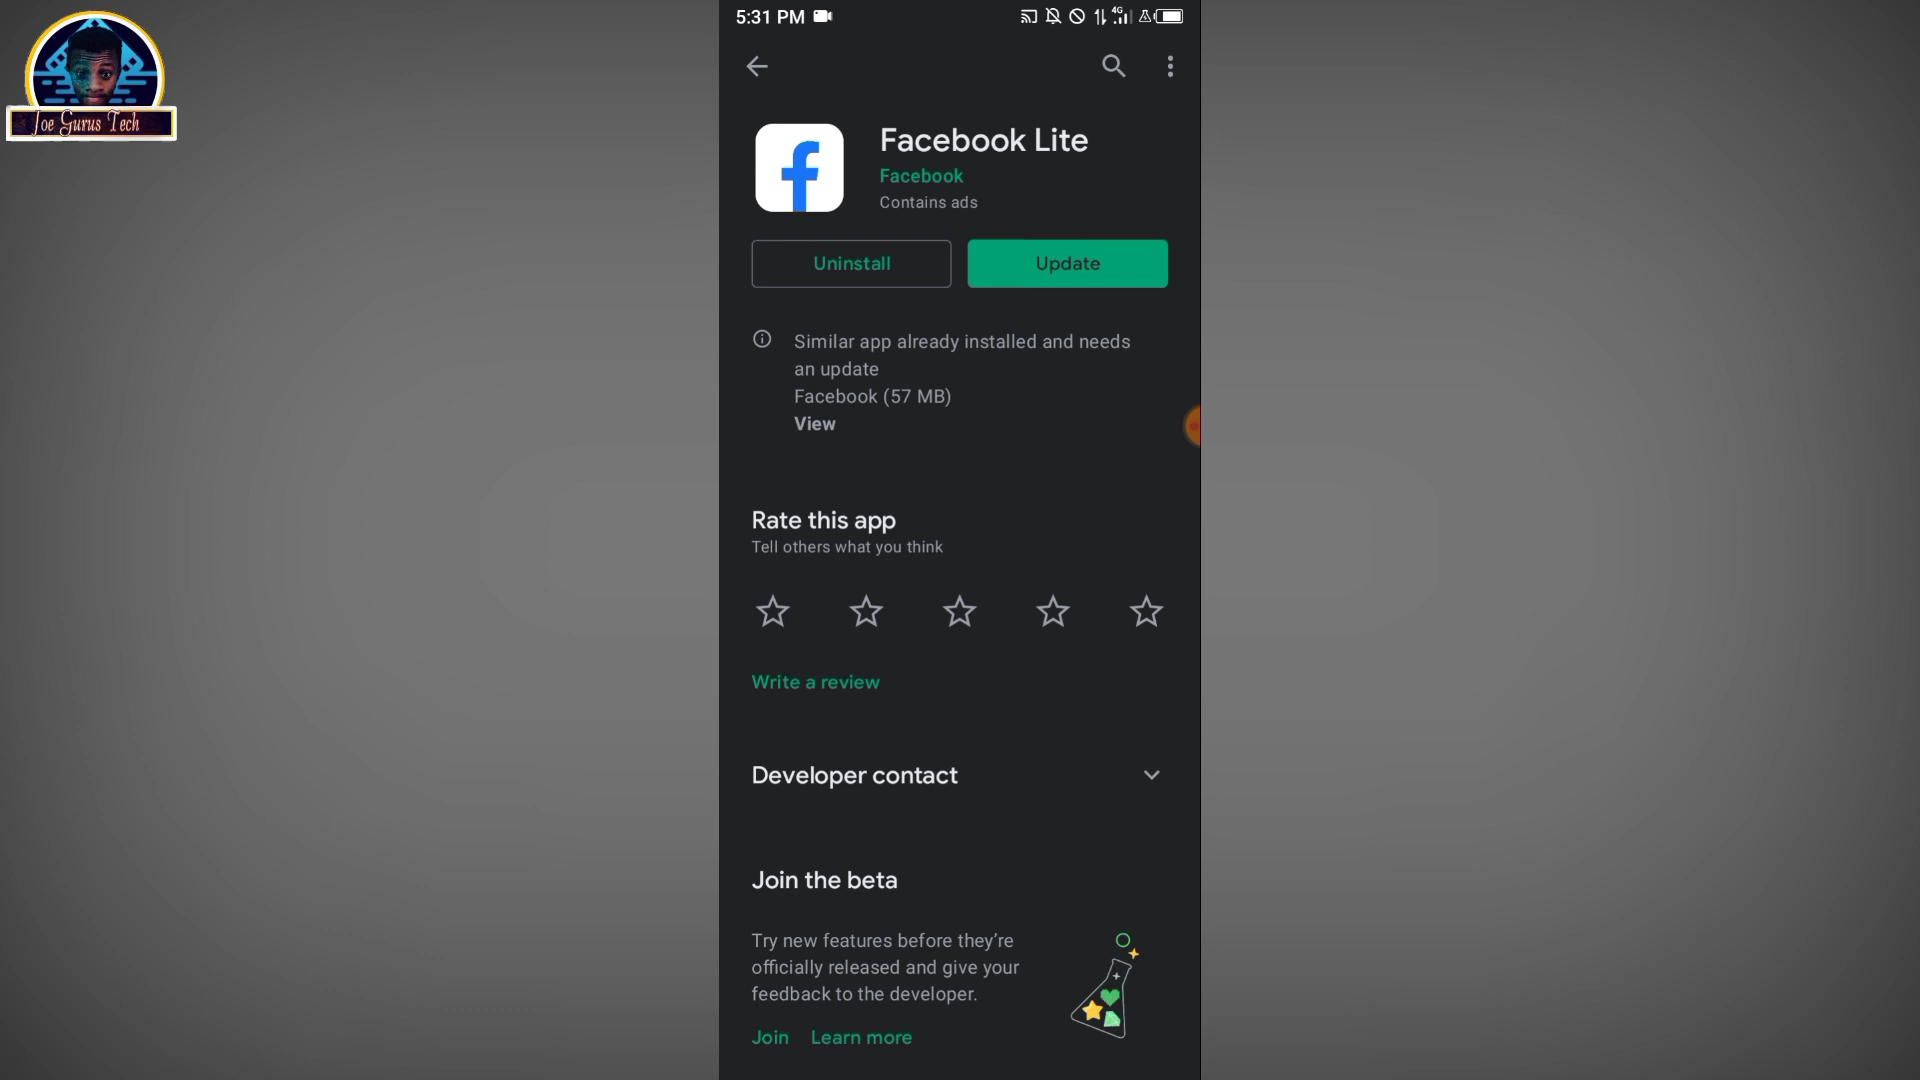 5:31 PM
4G
Joe Gurus Tech
Facebook Lite
Facebook
Contains ads
Uninstall
Update
Similar app already installed and needs
an update
Facebook (57 MB)
View
Rate this app
Tell others what you think
Write a review
Developer contact
Join the beta
Try new features before they’re
officially released and give your
feedback to the developer.
Join
Learn more